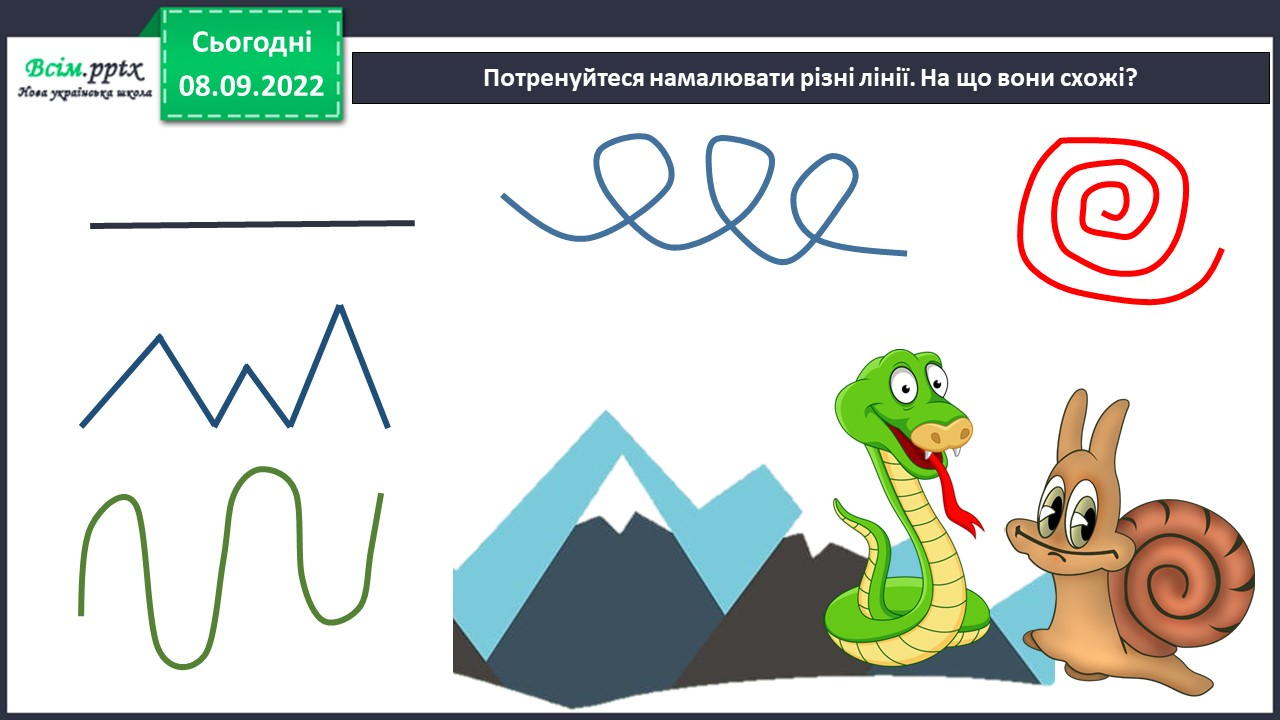 Всім.pptx
Нова українська школа
Сьогодні
08.09.2022
Потренуйтеся намалювати різні лінії. На що вони схожі?